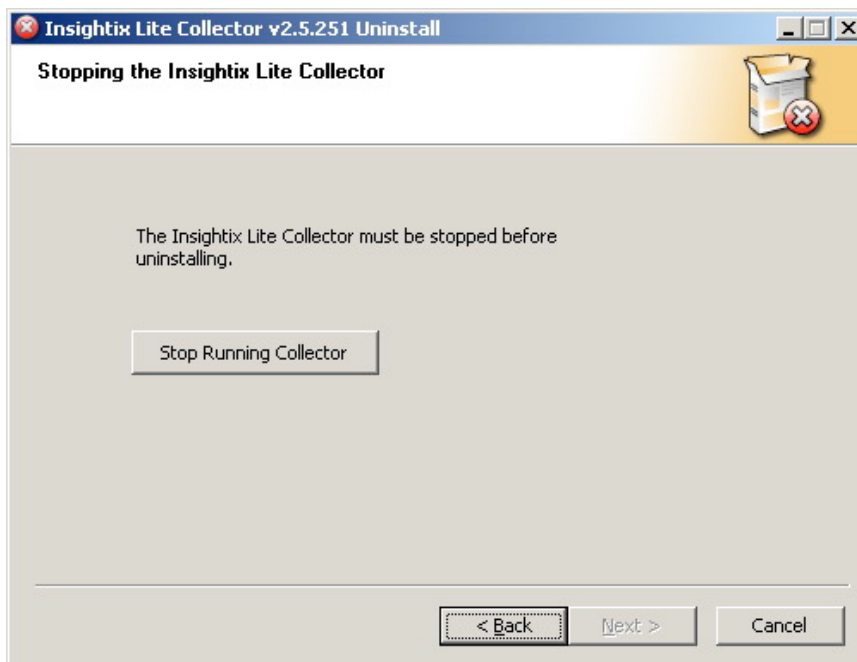 Insightix Lite Collector v2.5.251 Uninstall
Stopping the Insightix Lite Collector
The Insightix Lite Collector must be stopped before
uninstalling.
Stop Running Collector
< Back
Next >
Cancel